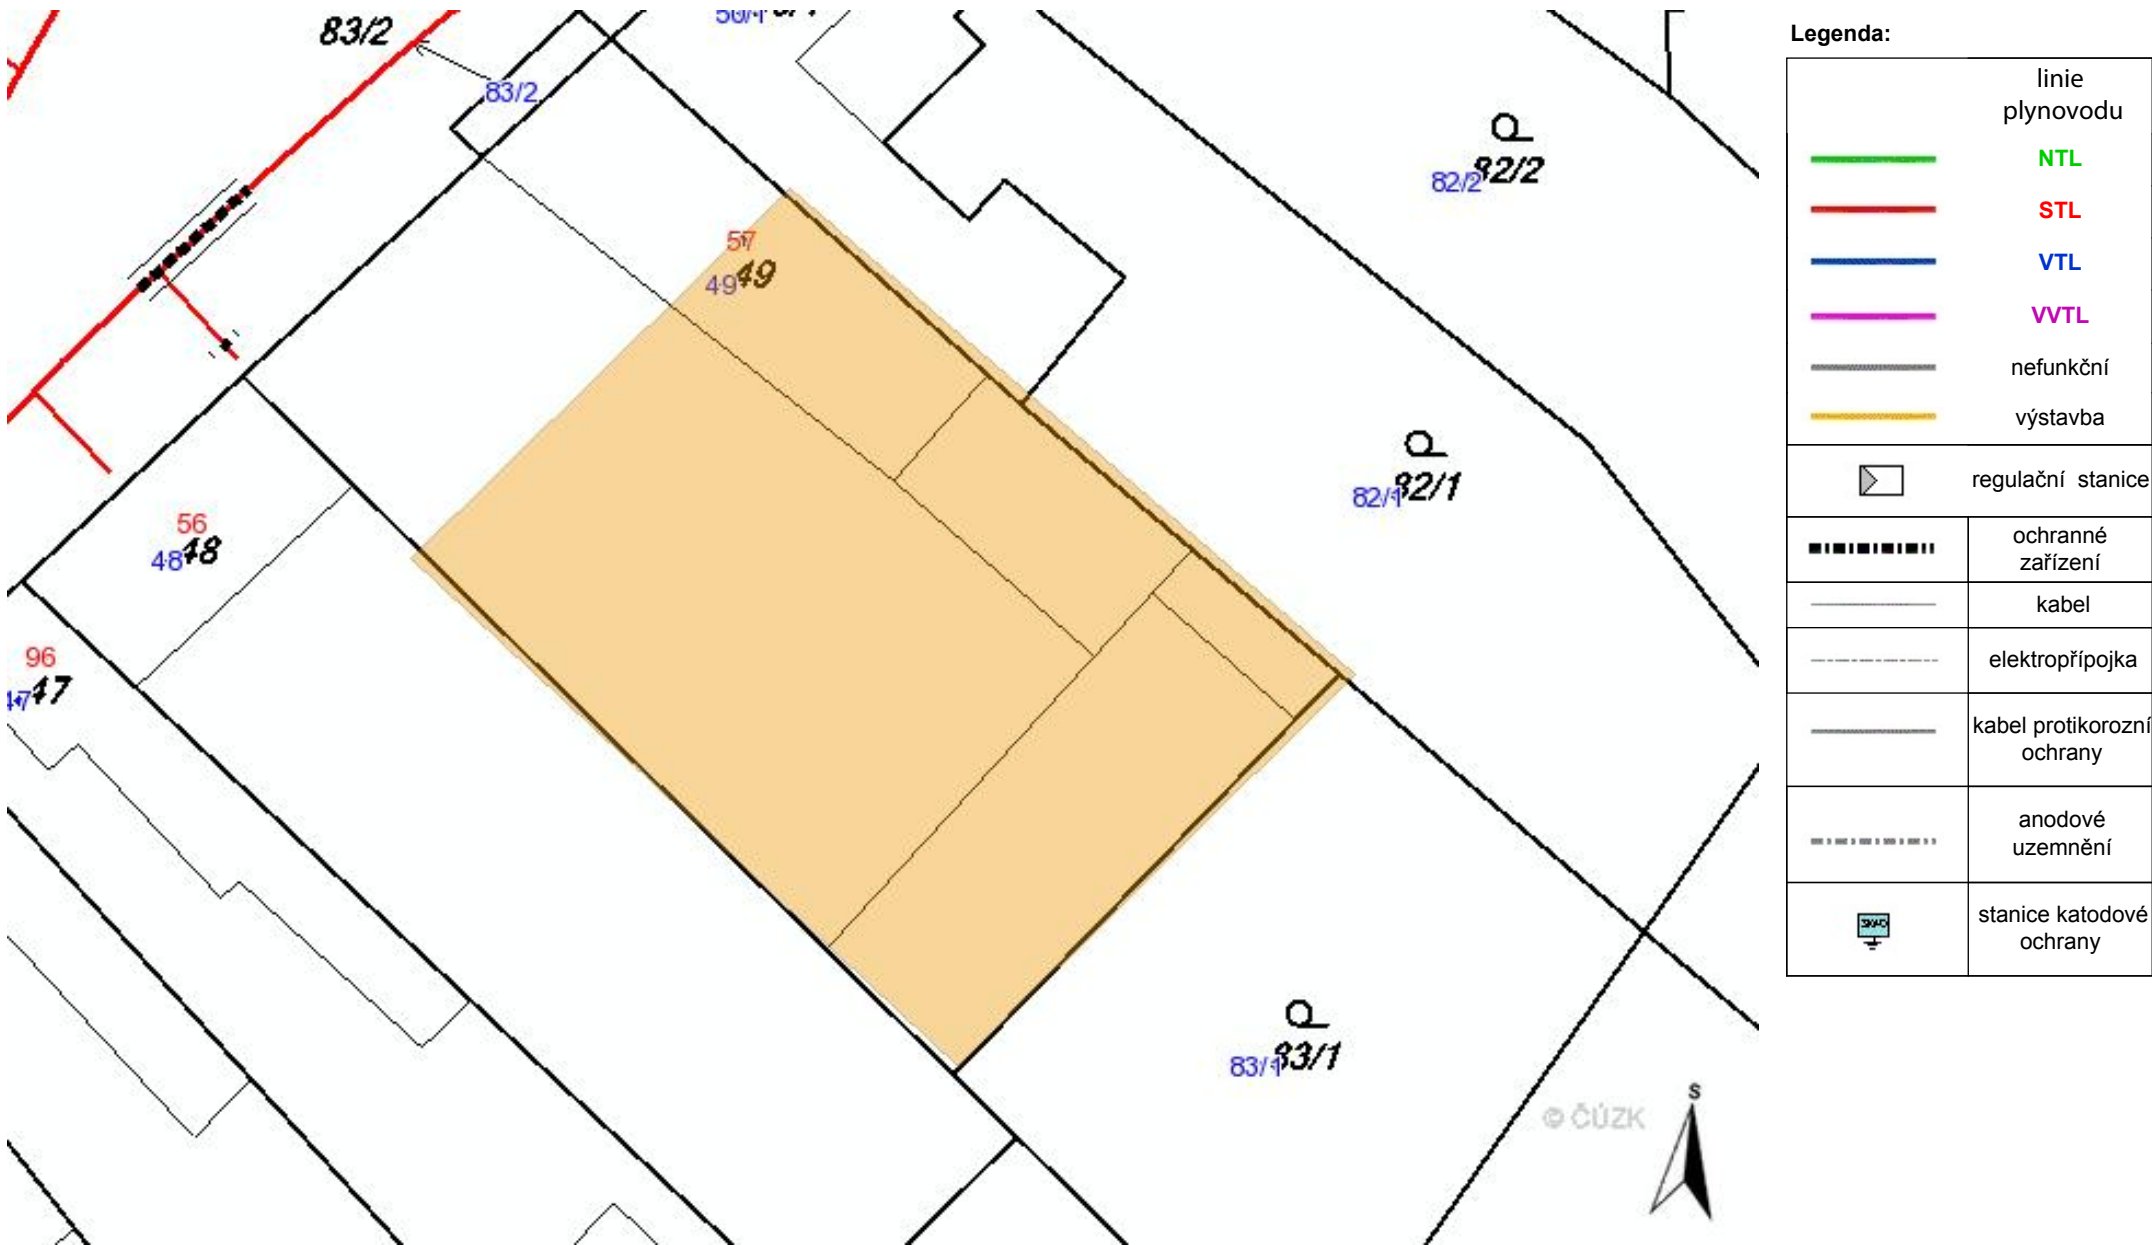 83/2
83/2
82/2
82/2
57
49
49
82/1
82/1
56
48
48
96
47
47
83/1
83/1
© ČÚZK
S
Legenda:
linie
plynovodu
NTL
STL
VTL
VVTL
nefunkční
výstavba
regulační stanice
ochranné
zařízení
kabel
elektropřípojka
kabel protikorozní
ochrany
anodové
uzemnění
stanice katodové
ochrany